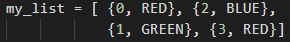 my_list = [ {0, RED}, {2, BLUE},
{1, GREEN}, {3, RED}]